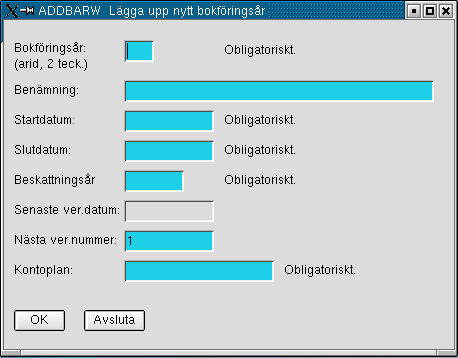 ADDBARW Lägga upp nytt bokföringsår
Bokföringsår: Obligatoriskt.
(arid, 2 teck.)
Benämning:
Startdatum: Obligatoriskt.
Slutdatum: Obligatoriskt.
Beskattningsår Obligatoriskt.
Senaste ver.datum:
Nästa ver.nummer: 1
Kontoplan: Obligatoriskt.
OK Avsluta